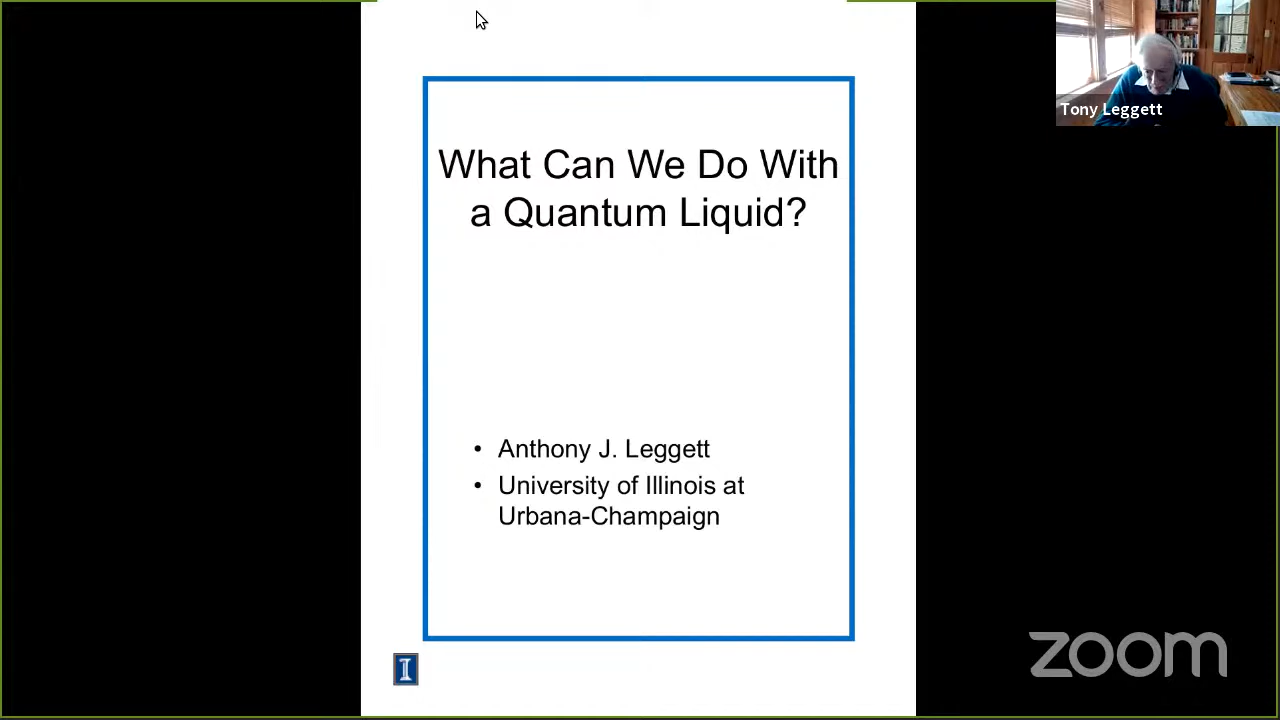 What Can We Do With
a Quantum Liquid?
• Anthony J. Leggett
• University of Illinois at
Urbana-Champaign
I
Tony Leggett
zoom